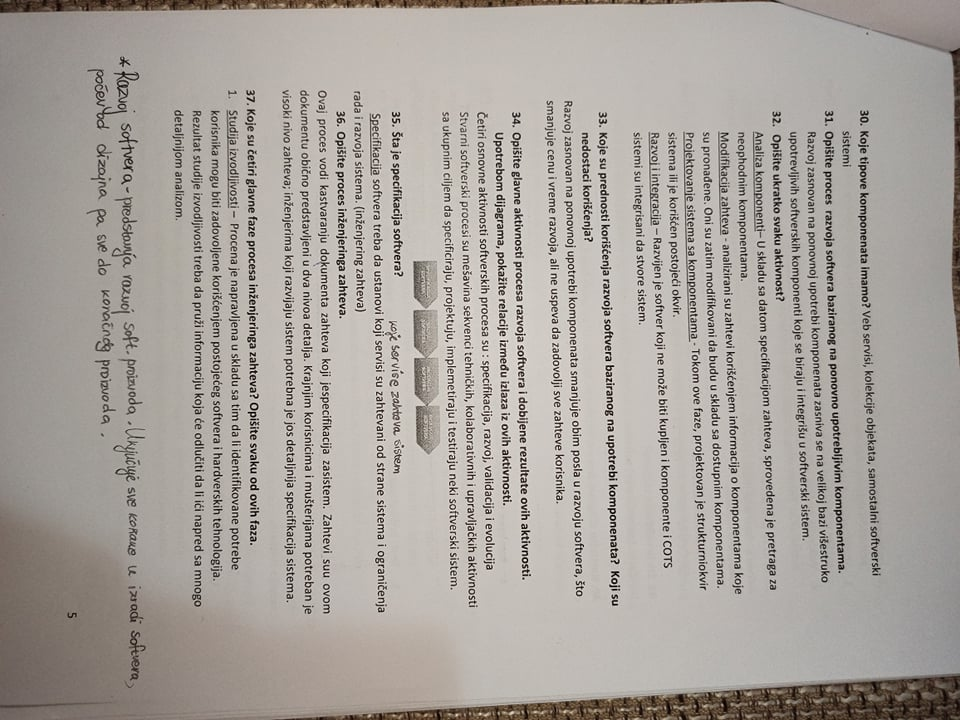 30. Koje tipove komponenata imamo? Veb servisi, kolekcije objekata, samostalni softverski
sistemi
31. Opišite proces razvoja softvera baziranog na ponovno upotrebljivim komponentama.
Razvoj zasnovan na ponovnoj upotrebi komponenata zasniva se na velikoj bazi višestruko
upotrevljivih softverskih komponenti koje se biraju i integrišu u softverski sistem.
32. Opišite ukratko svaku aktivnost?
Analiza komponenti– U skladu sa datom specifikacijom zahteva, sprovedena je pretraga za
neophodnim komponentama.
Modifikacija zahteva - analizirani su zahtevi korišćenjem informacija o komponentama koje
su pronađene. Oni su zatim modifikovani da budu u skladu sa dostupnim komponentama.
Projektovanje sistema sa komponentama - Tokom ove faze, projektovan je strukturniokvir
sistema ili je korišćen postojeći okvir.
Razvoj i integracija – Razvijen je softver koji ne može biti kupljen i komponente i COTS
sistemi su integrisani da stvore sistem.
33. Koje su prednosti korišćenja razvoja softvera baziranog na upotrebi komponenata? Koji su
nedostaci korišćenja?
Razvoj zasnovan na ponovnoj upotrebi komponenata smanjuje obim posla u razvoju softvera, što
smanjuje cenu i vreme razvoja, ali ne uspeva da zadovolji sve zahteve korisnika.
34. Opišite glavne aktivnosti procesa razvoja softvera i dobijene rezultate ovih aktivnosti.
Upotrebom dijagrama, pokažite relacije između izlaza iz ovih aktivnosti.
Četiri osnovne aktivnosti softverskih procesa su : specifikacija, razvoj, validacija i evolucija
Stvarni softverski procesi su mešavina sekvenci tehničkih, kolaborativnih i upravljačkih aktivnosti
sa ukupnim ciljem da specificiraju, projektuju, implemetiraju i testiraju neki softverski sistem.
35. Šta je specifikacija softvera?
koje servise zahteva sistem
Specifikacija softvera treba da ustanovi koji servisi su zahtevani od strane sistema i ograničenja
rada i razvoja sistema. (inženjering zahteva)
36. Opišite proces inženjeringa zahteva.
Ovaj proces vodi kastvaranju dokumenta zahteva koji jespecifikacija zasistem. Zahtevi suu ovom
dokumentu obično predstavljeni u dva nivoa detalja. Krajnjim korisnicima i mušterijama potreban je
visoki nivo zahteva; inženjerima koji razvijaju sistem potrebna je jos detaljnija specifikacija sistema.
37. Koje su četiri glavne faze procesa inženjeringa zahteva? Opišite svaku od ovih faza.
1. Studija izvodljivosti – Procena je napravljena u skladu sa tim da li identifikovane potrebe
korisnika mogu biti zadovoljene korišćenjem postojećeg softvera i hardverskih tehnologija.
Rezultat studije izvodljivosti treba da pruži informaciju koja će odlučiti da li ići napred sa mnogo
detaljnijom analizom.
* Razvoj softvera - predstavlja razvoj soft. proizvoda. Uključuje sve korake u izradi softvera,
počevod dizajna pa sve do konačnog proizvoda.
5